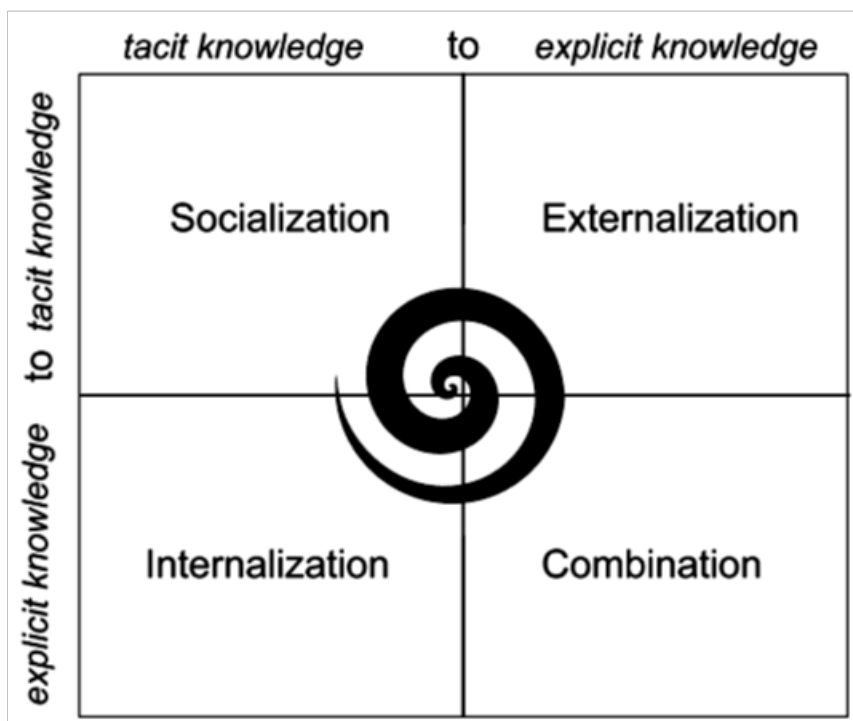 tacit knowledge to explicit knowledge
explicit knowledge to tacit knowledge
Socialization Externalization
Internalization Combination